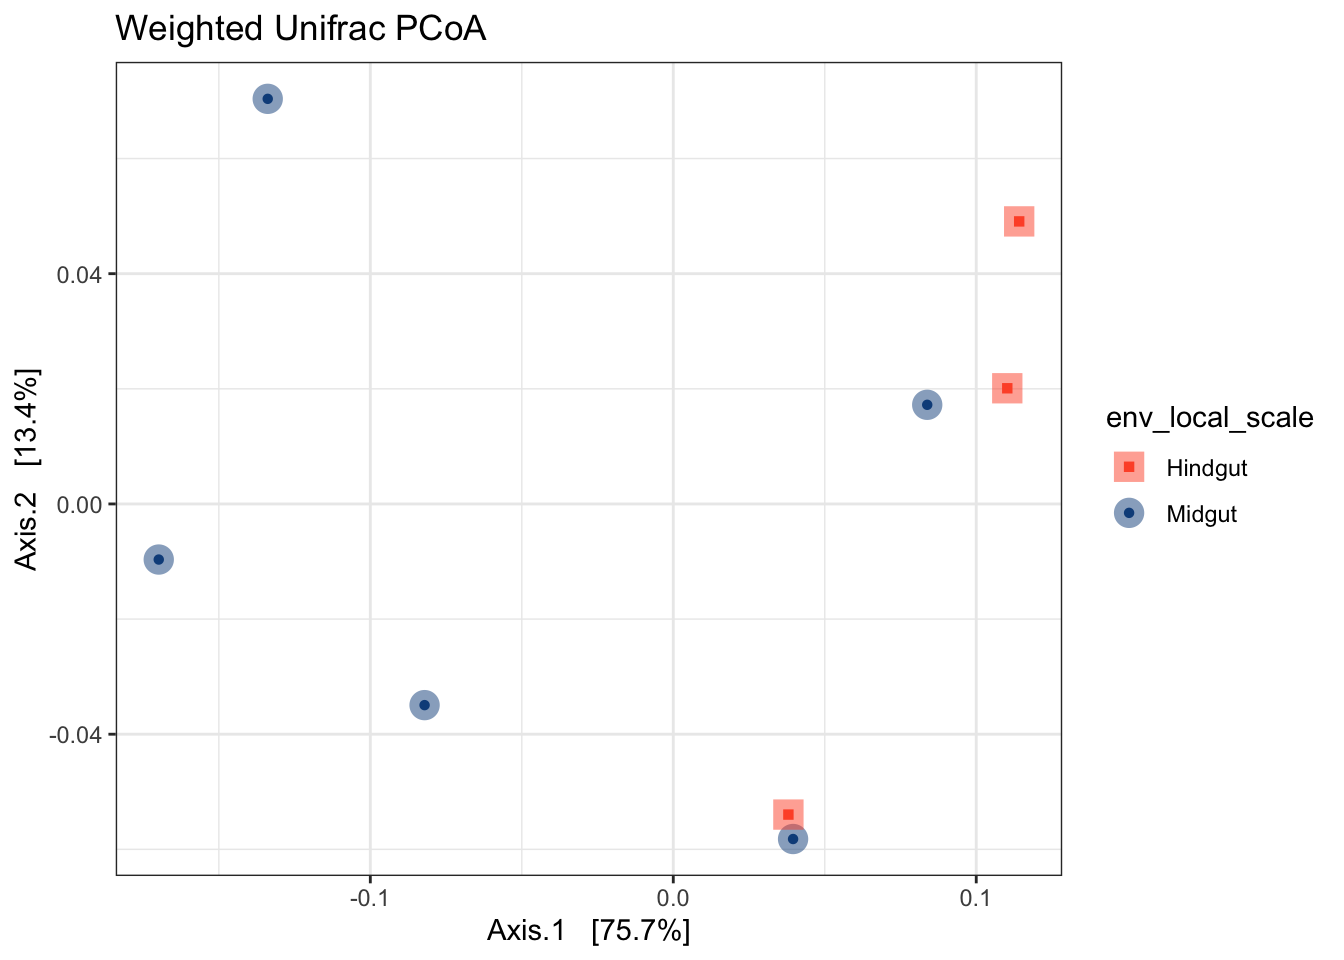 Weighted Unifrac PCoA
0.04
0.00
-0.04
Axis.2 [13.4%]
-0.1
0.0
0.1
Axis.1 [75.7%]
env_local_scale
Hindgut
Midgut